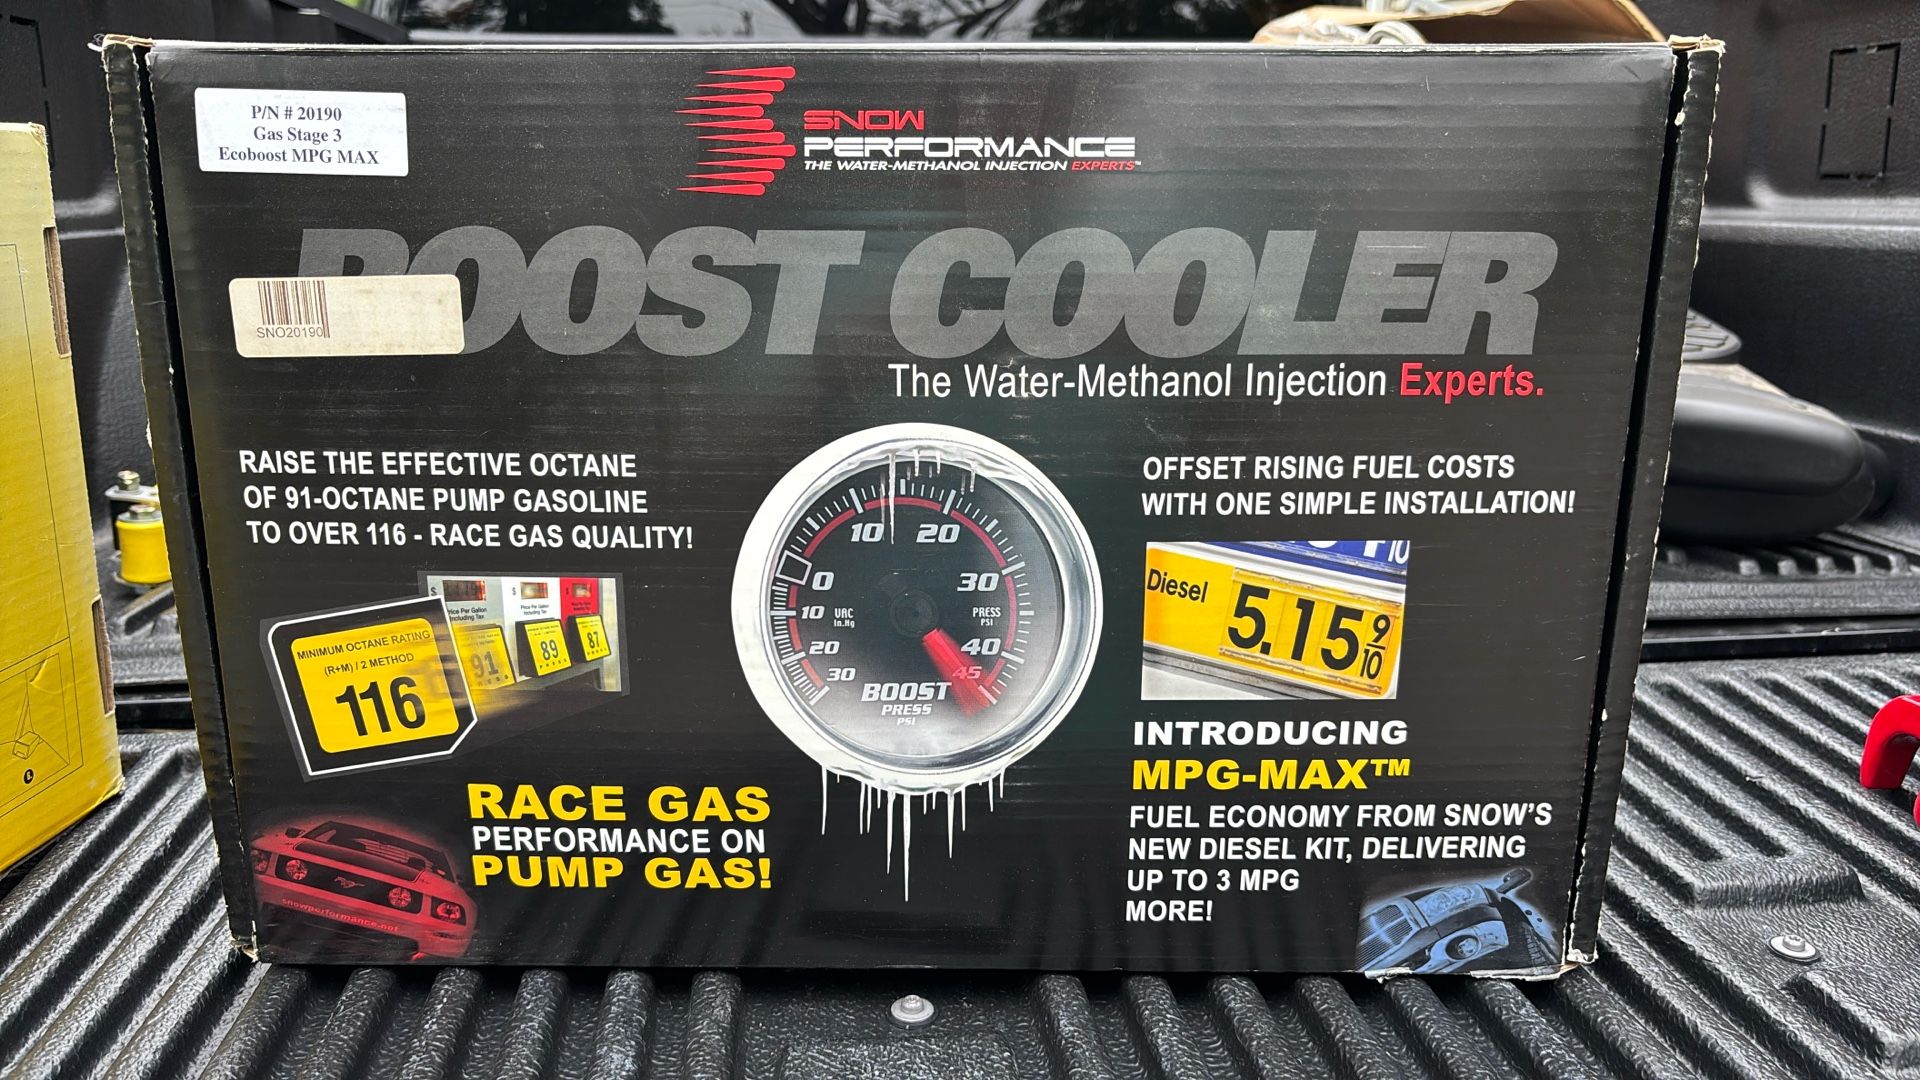 P/N # 20190
Gas Stage 3
Ecoboost MPG MAX
SNOW
PERFORMANCE
THE WATER-METHANOL INJECTION EXPERTS™
BOOST COOLER
SNO20190
The Water-Methanol Injection Experts.
RAISE THE EFFECTIVE OCTANE
OF 91-OCTANE PUMP GASOLINE
TO OVER 116 - RACE GAS QUALITY!
MINIMUM OCTANE RATING
(R+M) / 2 METHOD
116
Price Per Gallon
Including Tax
91
89
87
RACE GAS
PERFORMANCE ON
PUMP GAS!
snowperformance.net
10 20
0 30
10 VAC In.Hg PRESS PSI
20 40
30 45
BOOST
PRESS
PSI
OFFSET RISING FUEL COSTS
WITH ONE SIMPLE INSTALLATION!
Diesel 5.15 9/10
INTRODUCING
MPG-MAX™
FUEL ECONOMY FROM SNOW'S
NEW DIESEL KIT, DELIVERING
UP TO 3 MPG
MORE!